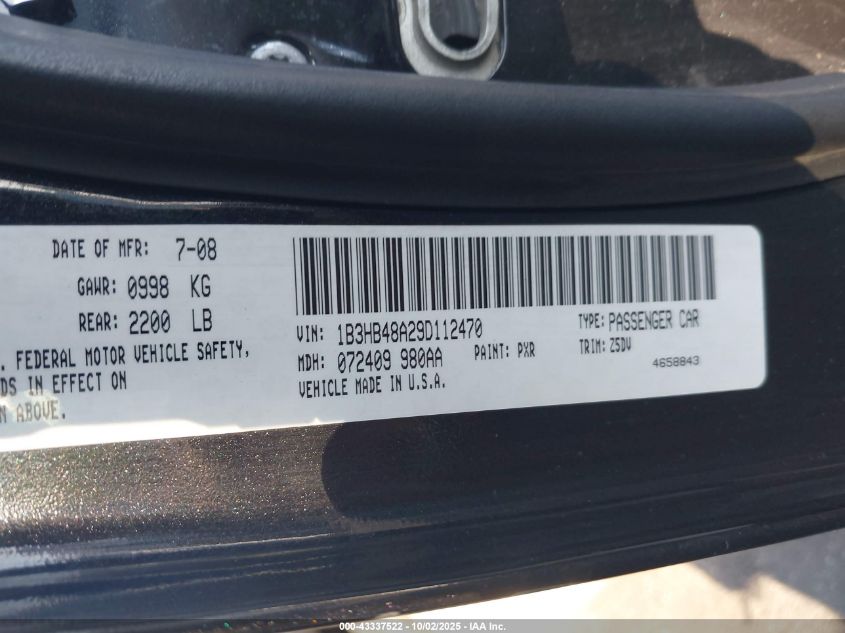 DATE OF MFR: 7-08
GAWR: 0998 KG
REAR: 2200 LB
. FEDERAL MOTOR VEHICLE SAFETY,
DS IN EFFECT ON
N ABOVE.
VIN: 1B3HB48A29D112470
TYPE: PASSENGER CAR
MDH: 072409 980AA
PAINT: PXR
TRIM: Z5DV
VEHICLE MADE IN U.S.A.
4658843
000-43337522 - 10/02/2025 - IAA Inc.